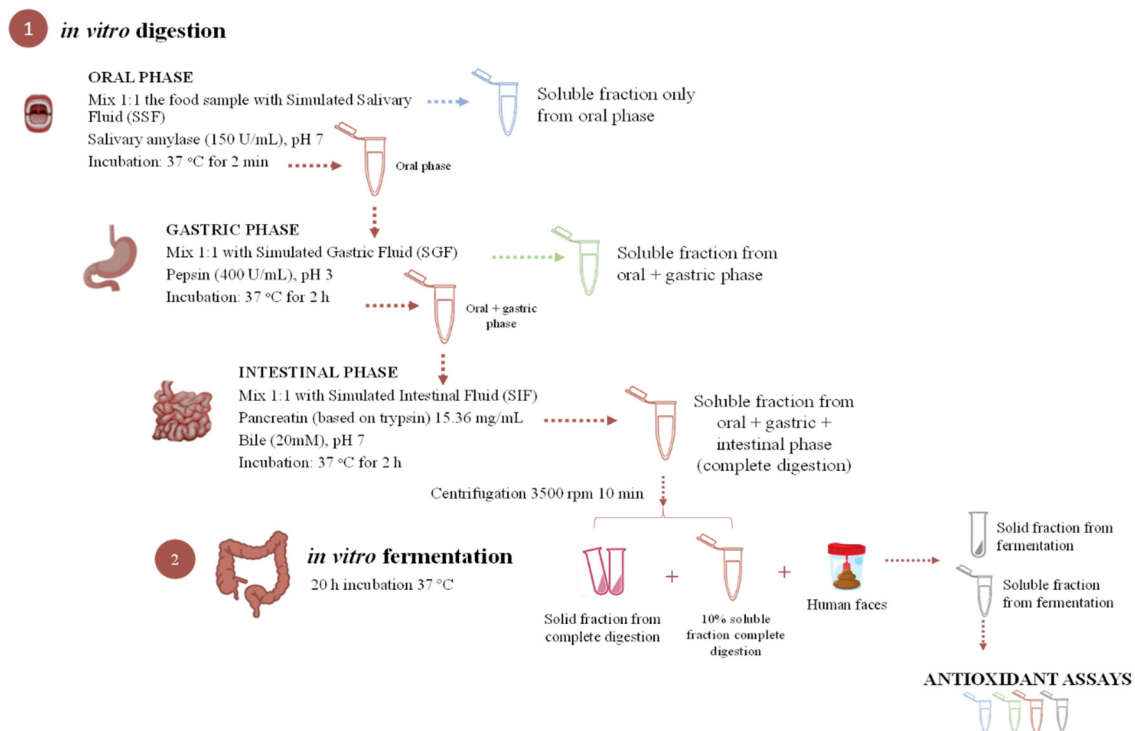 1
in vitro digestion
ORAL PHASE
Mix 1:1 the food sample with Simulated Salivary
Fluid (SSF)
Salivary amylase (150 U/mL), pH 7
Incubation: 37 °C for 2 min
Oral phase
Soluble fraction only
from oral phase
GASTRIC PHASE
Mix 1:1 with Simulated Gastric Fluid (SGF)
Pepsin (400 U/mL), pH 3
Incubation: 37 °C for 2 h
Oral + gastric
phase
Soluble fraction from
oral + gastric phase
INTESTINAL PHASE
Mix 1:1 with Simulated Intestinal Fluid (SIF)
Pancreatin (based on trypsin) 15.36 mg/mL
Bile (20mM), pH 7
Incubation: 37 °C for 2 h
Soluble fraction from
oral + gastric +
intestinal phase
(complete digestion)
Centrifugation 3500 rpm 10 min
2
in vitro fermentation
20 h incubation 37 °C
Solid fraction from
complete digestion
+
10% soluble
fraction complete
digestion
+
Human faces
Solid fraction from
fermentation
Soluble fraction
from fermentation
ANTIOXIDANT ASSAYS